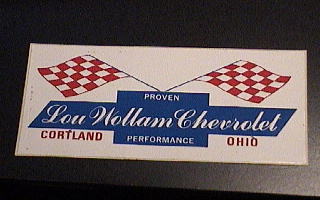 PROVEN
Lou Wollam Chevrolet
CORTLAND PERFORMANCE OHIO